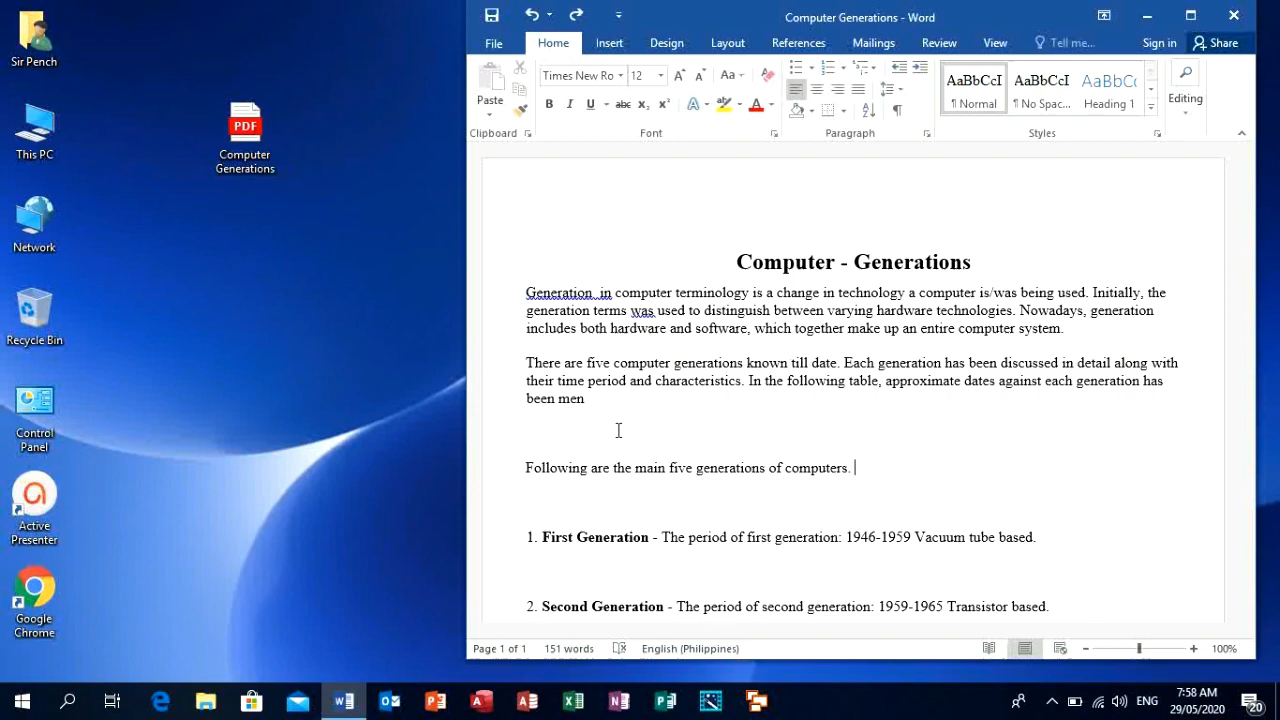 Sir Pench
This PC
Network
Recycle Bin
Control
Panel
Active
Presenter
Google
Chrome
PDF
Computer
Generations
Computer Generations - Word
File Home Insert Design Layout References Mailings Review View Tell me... Sign in Share
Paste
Times New Ro 12 Aa
B I U abc x₂ x² A A
Clipboard Font Paragraph Styles
AaBbCcI AaBbCcI AaBbCc
¶ Normal ¶ No Spac... Heading 1
Editing
Computer - Generations
Generation in computer terminology is a change in technology a computer is/was being used. Initially, the
generation terms was used to distinguish between varying hardware technologies. Nowadays, generation
includes both hardware and software, which together make up an entire computer system.
There are five computer generations known till date. Each generation has been discussed in detail along with
their time period and characteristics. In the following table, approximate dates against each generation has
been men
Following are the main five generations of computers.
1. First Generation - The period of first generation: 1946-1959 Vacuum tube based.
2. Second Generation - The period of second generation: 1959-1965 Transistor based.
Page 1 of 1 151 words English (Philippines) 100%
ENG
7:58 AM
29/05/2020
20